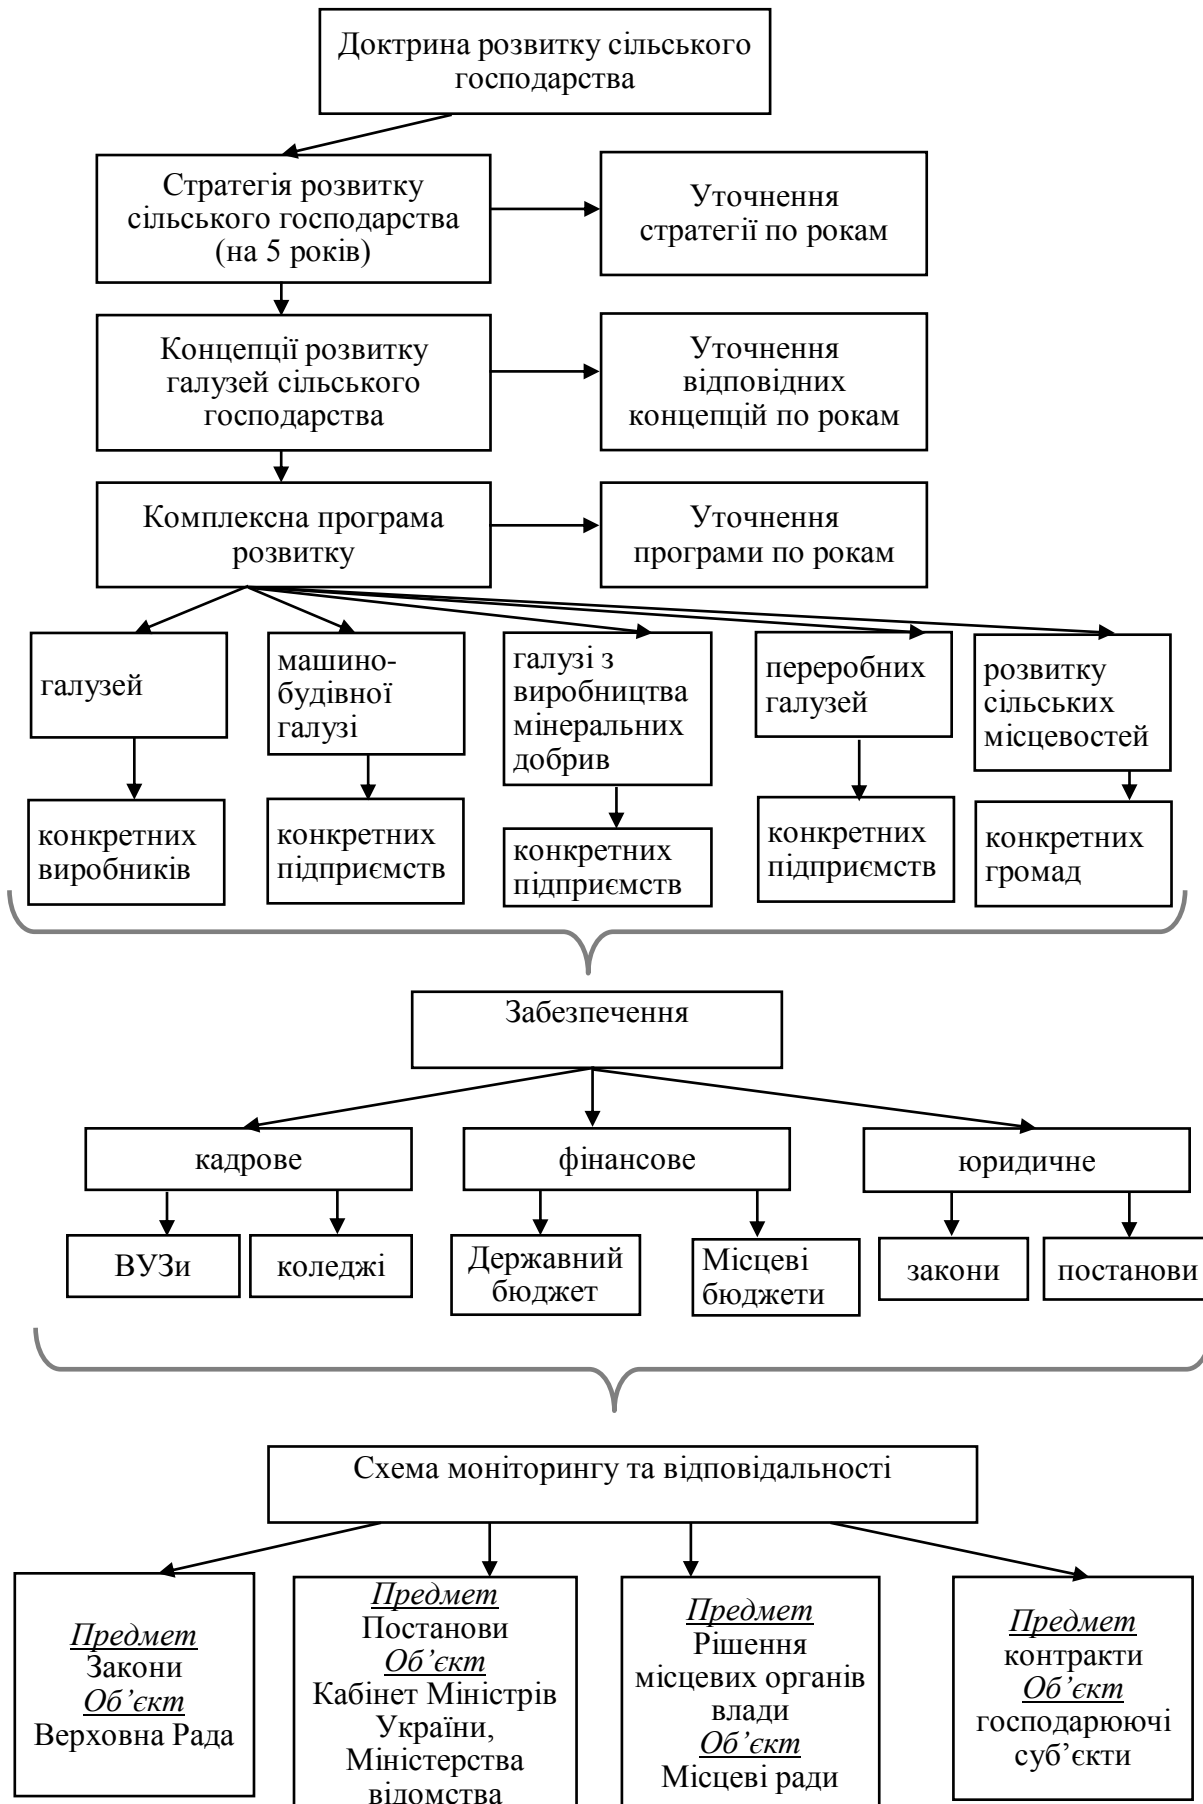 Доктрина розвитку сільського
господарства
Стратегія розвитку
сільського господарства
(на 5 років)
Уточнення
стратегії по рокам
Концепції розвитку
галузей сільського
господарства
Уточнення
відповідних
концепцій по рокам
Комплексна програма
розвитку
Уточнення
програми по рокам
галузей
машино-
будівної
галузі
галузі з
виробництва
мінеральних
добрив
переробних
галузей
розвитку
сільських
місцевостей
конкретних
виробників
конкретних
підприємств
конкретних
підприємств
конкретних
підприємств
конкретних
громад
Забезпечення
кадрове
фінансове
юридичне
ВУЗи
коледжі
Державний
бюджет
Місцеві
бюджети
закони
постанови
Схема моніторингу та відповідальності
Предмет
Закони
Об’єкт
Верховна Рада
Предмет
Постанови
Об’єкт
Кабінет Міністрів
України,
Міністерства
відомства
Предмет
Рішення
місцевих органів
влади
Об’єкт
Місцеві ради
Предмет
контракти
Об’єкт
господарюючі
суб’єкти